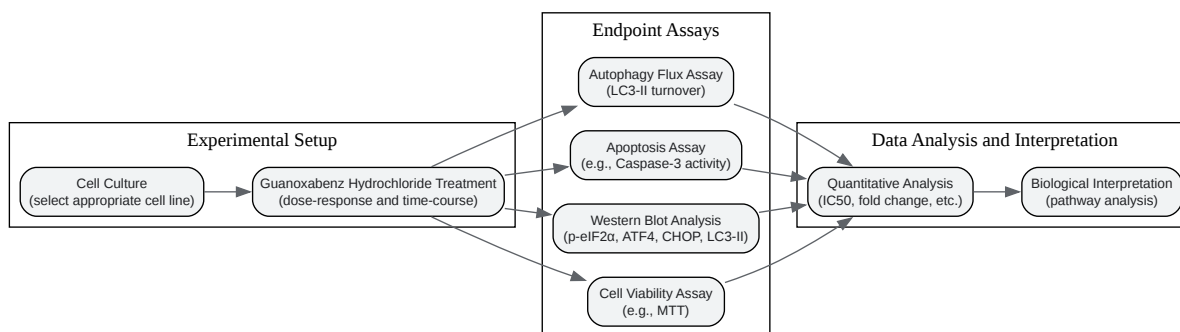 Experimental Setup
Cell Culture
(select appropriate cell line)
Guanoxabenz Hydrochloride Treatment
(dose-response and time-course)
Endpoint Assays
Autophagy Flux Assay
(LC3-II turnover)
Apoptosis Assay
(e.g., Caspase-3 activity)
Western Blot Analysis
(p-eIF2α, ATF4, CHOP, LC3-II)
Cell Viability Assay
(e.g., MTT)
Data Analysis and Interpretation
Quantitative Analysis
(IC50, fold change, etc.)
Biological Interpretation
(pathway analysis)